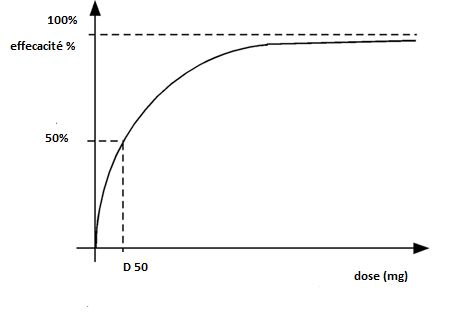 100%
effecacité %
50%
D 50
dose (mg)